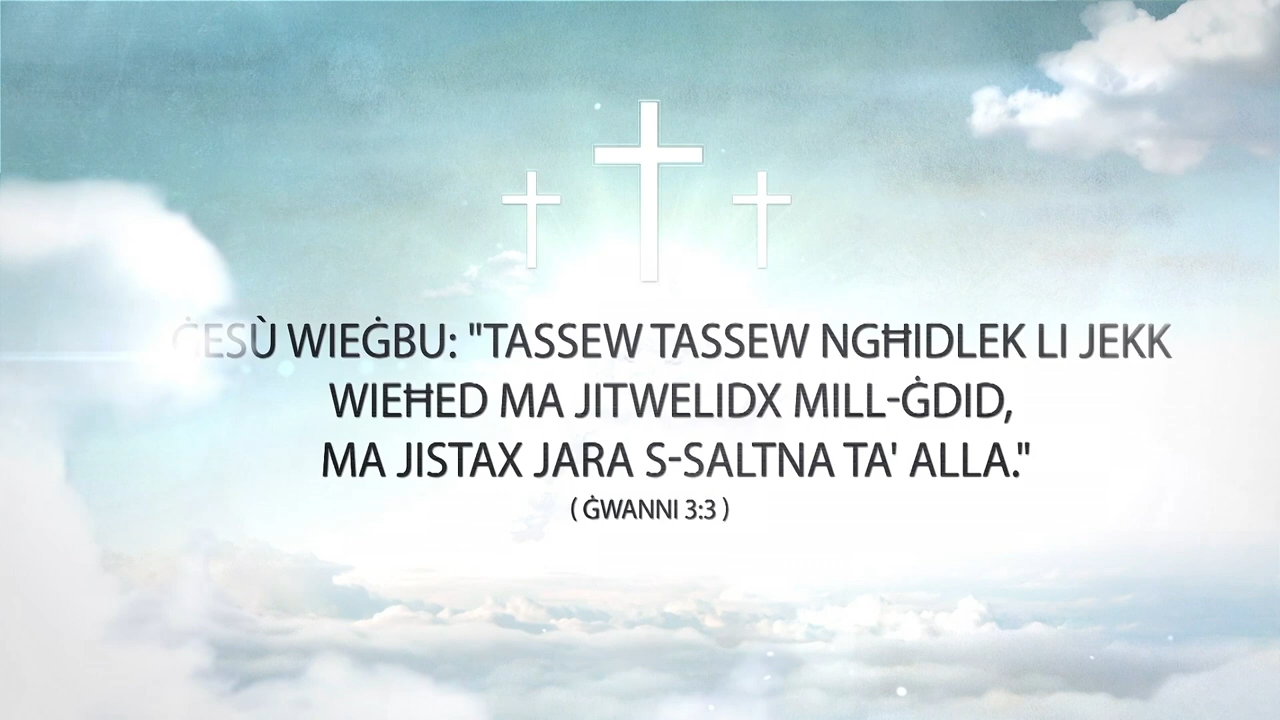 ĠESÙ WIEĠBU: "TASSEW TASSEW NGĦIDLEK LI JEKK
WIEĦED MA JITWELIDX MILL-ĠDID,
MA JISTAX JARA S-SALTNA TA' ALLA."
( ĠWANNI 3:3 )